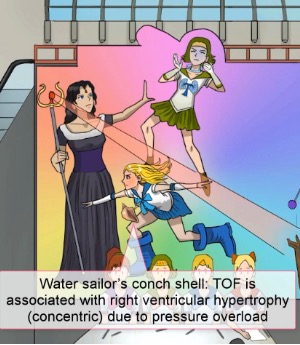 Water sailor's conch shell: TOF is
associated with right ventricular hypertrophy
(concentric) due to pressure overload